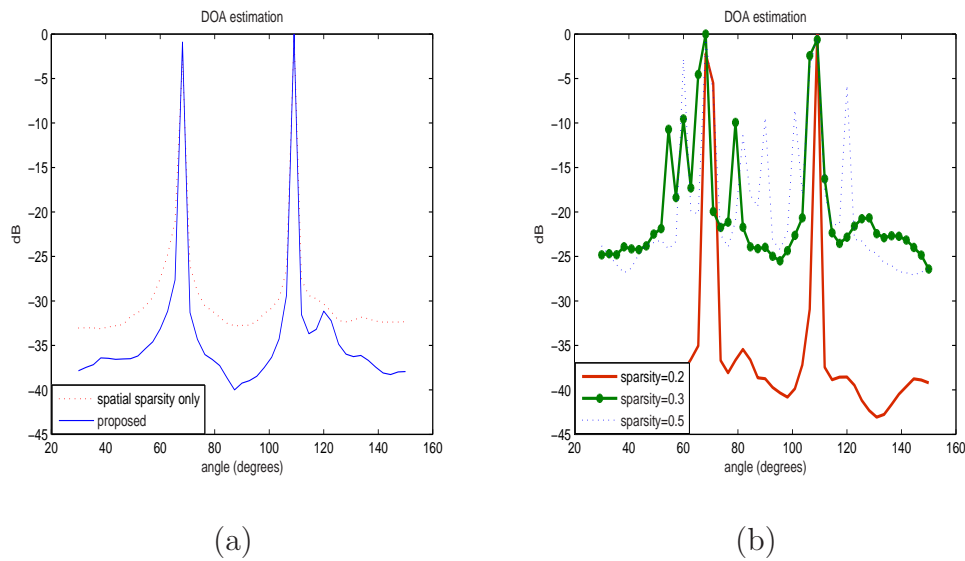 DOA estimation
0
−5
−10
−15
−20
−25
−30
−35
−40
−45
dB
20 40 60 80 100 120 140 160
angle (degrees)
spatial sparsity only
proposed
(a)
DOA estimation
0
−5
−10
−15
−20
−25
−30
−35
−40
−45
dB
20 40 60 80 100 120 140 160
angle (degrees)
sparsity=0.2
sparsity=0.3
sparsity=0.5
(b)